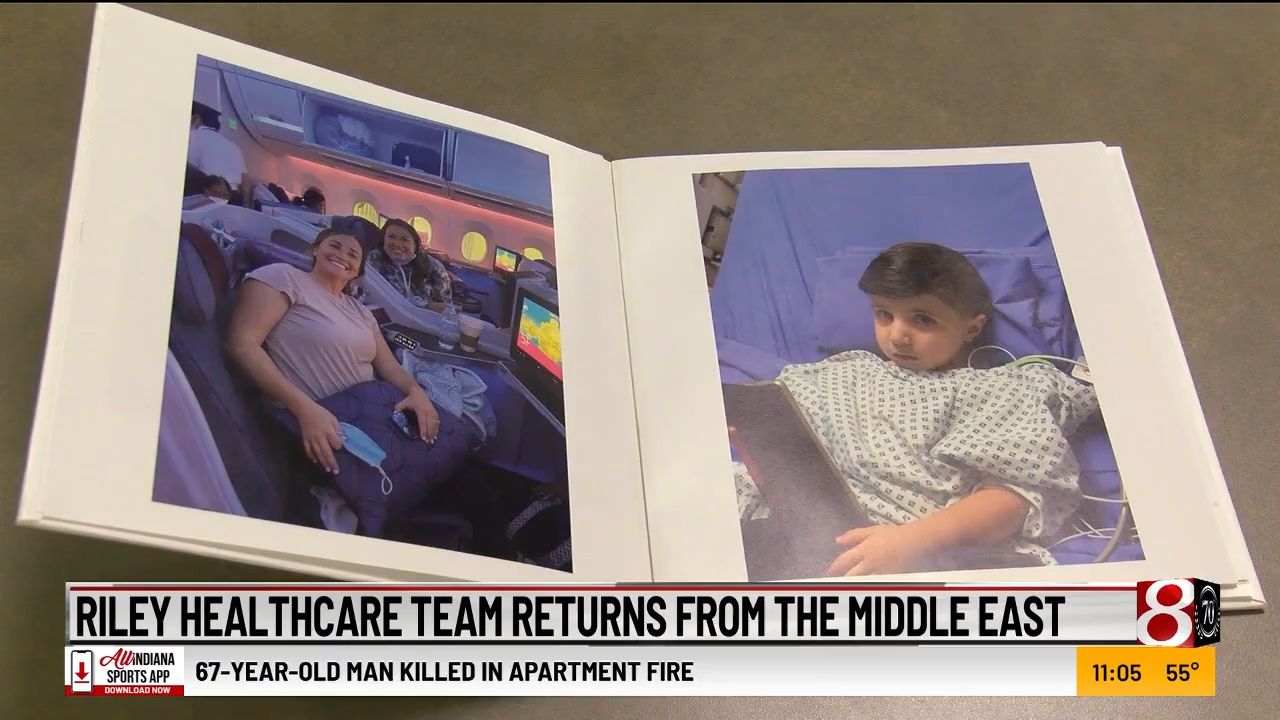 RILEY HEALTHCARE TEAM RETURNS FROM THE MIDDLE EAST
8
70
All INDIANA
SPORTS APP
DOWNLOAD NOW
67-YEAR-OLD MAN KILLED IN APARTMENT FIRE
11:05 55°